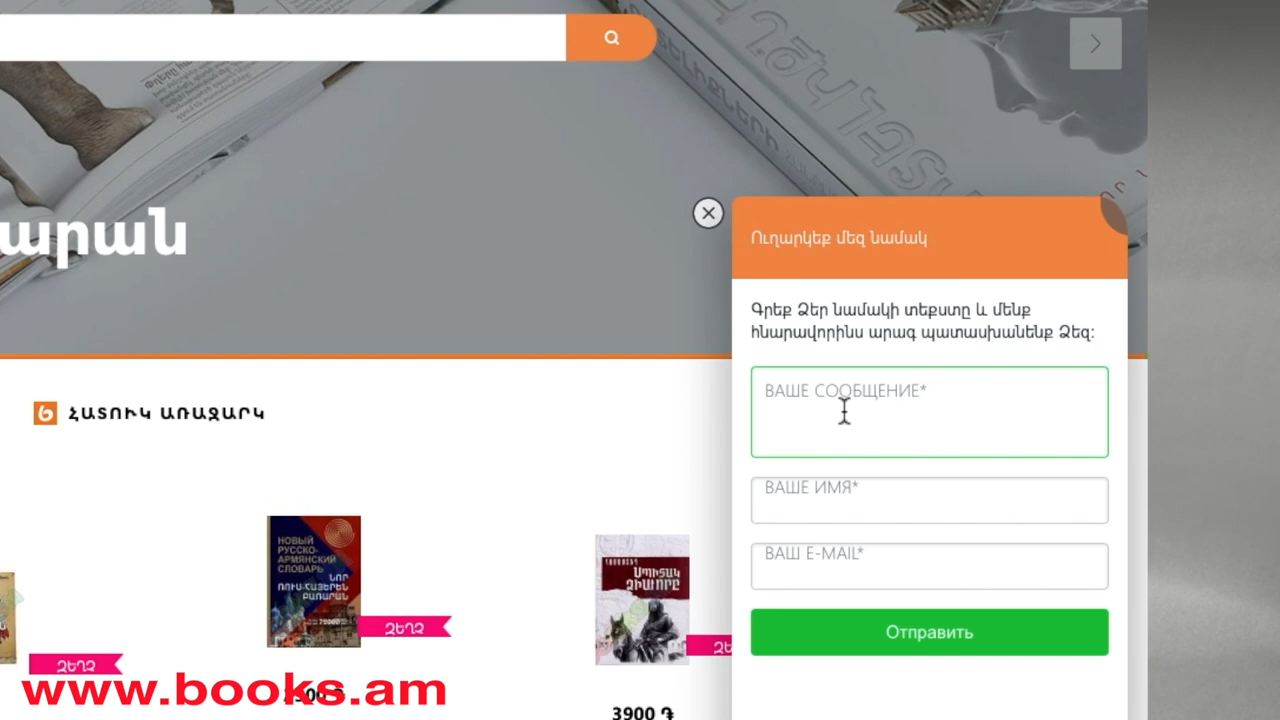 արան
Ուղարկեք մեզ նամակ
Գրեք Ձեր նամակի տեքստը և մենք
հնարավորինս արագ պատասխանենք Ձեզ:
ВАШЕ СООБЩЕНИЕ*
ВАШЕ ИМЯ*
ВАШ E-MAIL*
Отправить
ՀԱՏՈՒԿ ԱՌԱՋԱՐԿ
НОВЫЙ
РУССКО-
АРМЯНСКИЙ
СЛОВАРЬ
ՆՈՐ
ՌՈՒՍ-ՀԱՅԵՐԵՆ
ԲԱՌԱՐԱՆ
ԶԵՂՉ
ՍՊԻՏԱԿ
ՁԻԱՎՈՐԸ
ԶԵՂՉ
www.books.am
3900 ֏